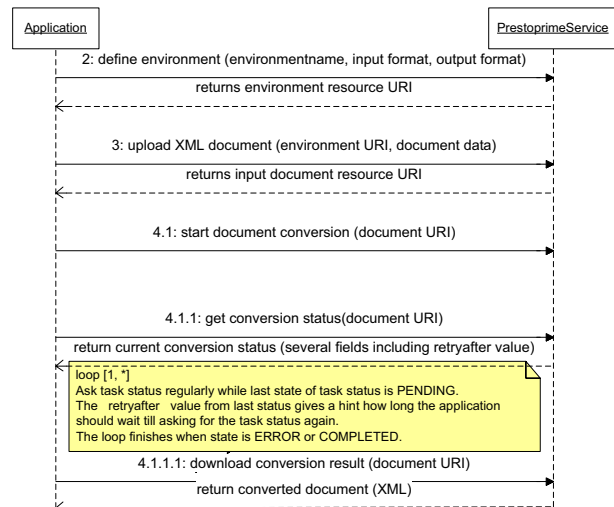 Application
PrestoprimeService
2: define environment (environmentname, input format, output format)
returns environment resource URI
3: upload XML document (environment URI, document data)
returns input document resource URI
4.1: start document conversion (document URI)
4.1.1: get conversion status(document URI)
return current conversion status (several fields including retryafter value)
loop [1, *]
Ask task status regularly while last state of task status is PENDING.
The retryafter value from last status gives a hint how long the application
should wait till asking for the task status again.
The loop finishes when state is ERROR or COMPLETED.
4.1.1.1: download conversion result (document URI)
return converted document (XML)